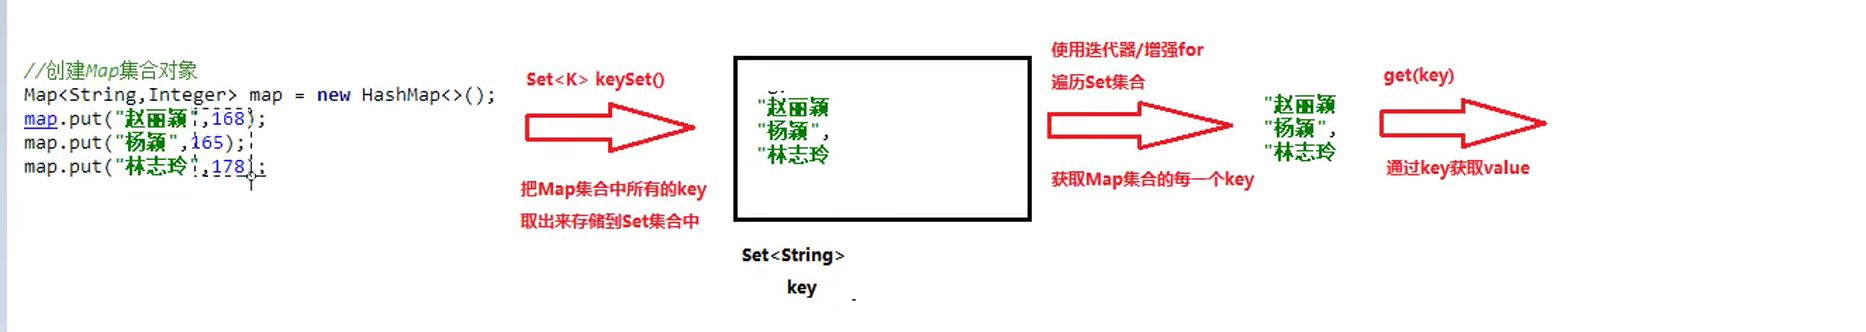 //创建Map集合对象
Map<String,Integer> map = new HashMap<>();
map.put("赵丽颖",168);
map.put("杨颖",165);
map.put("林志玲",178);
Set<K> keySet()
把Map集合中所有的key
取出来存储到Set集合中
"赵丽颖
"杨颖",
"林志玲
Set<String>
key
使用迭代器/增强for
遍历Set集合
获取Map集合的每一个key
"赵丽颖
"杨颖",
"林志玲
get(key)
通过key获取value